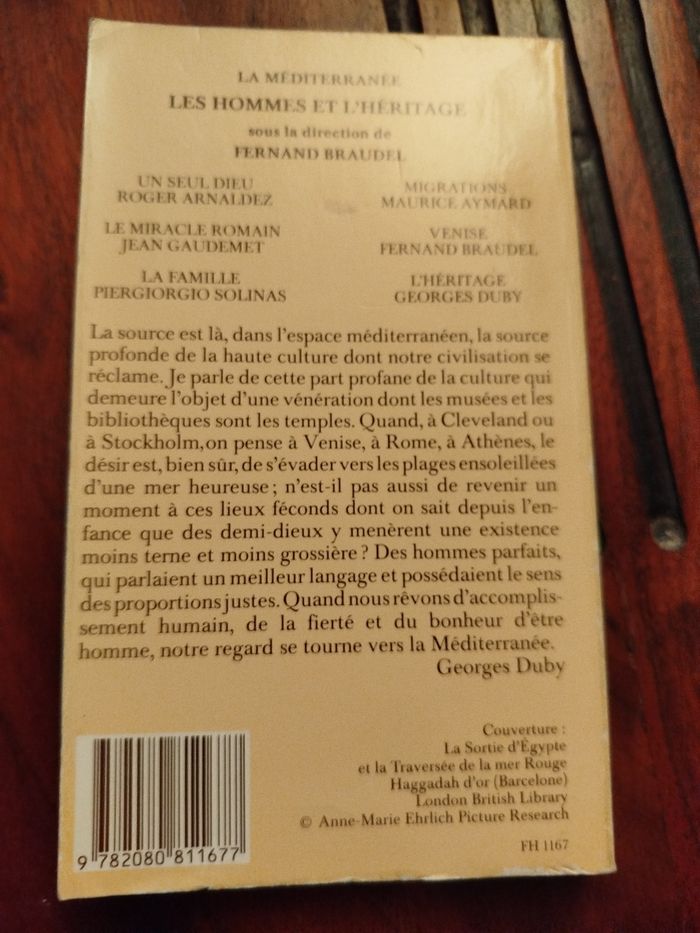 LA MÉDITERRANÉE
LES HOMMES ET L'HÉRITAGE
sous la direction de
FERNAND BRAUDEL
UN SEUL DIEU
ROGER ARNALDEZ
LE MIRACLE ROMAIN
JEAN GAUDEMET
LA FAMILLE
PIERGIORGIO SOLINAS
MIGRATIONS
MAURICE AYMARD
VENISE
FERNAND BRAUDEL
L'HÉRITAGE
GEORGES DUBY
La source est là, dans l'espace méditerranéen, la source
profonde de la haute culture dont notre civilisation se
réclame. Je parle de cette part profane de la culture qui
demeure l'objet d'une vénération dont les musées et les
bibliothèques sont les temples. Quand, à Cleveland ou
à Stockholm, on pense à Venise, à Rome, à Athènes, le
désir est, bien sûr, de s'évader vers les plages ensoleillées
d'une mer heureuse ; n'est-il pas aussi de revenir un
moment à ces lieux féconds dont on sait depuis l'en-
fance que des demi-dieux y menèrent une existence
moins terne et moins grossière ? Des hommes parfaits,
qui parlaient un meilleur langage et possédaient le sens
des proportions justes. Quand nous rêvons d'accomplis-
sement humain, de la fierté et du bonheur d'être
homme, notre regard se tourne vers la Méditerranée.
Georges Duby
Couverture :
La Sortie d'Égypte
et la Traversée de la mer Rouge
Haggadah d'or (Barcelone)
London British Library
© Anne-Marie Ehrlich Picture Research
FH 1167
9 782080 811677